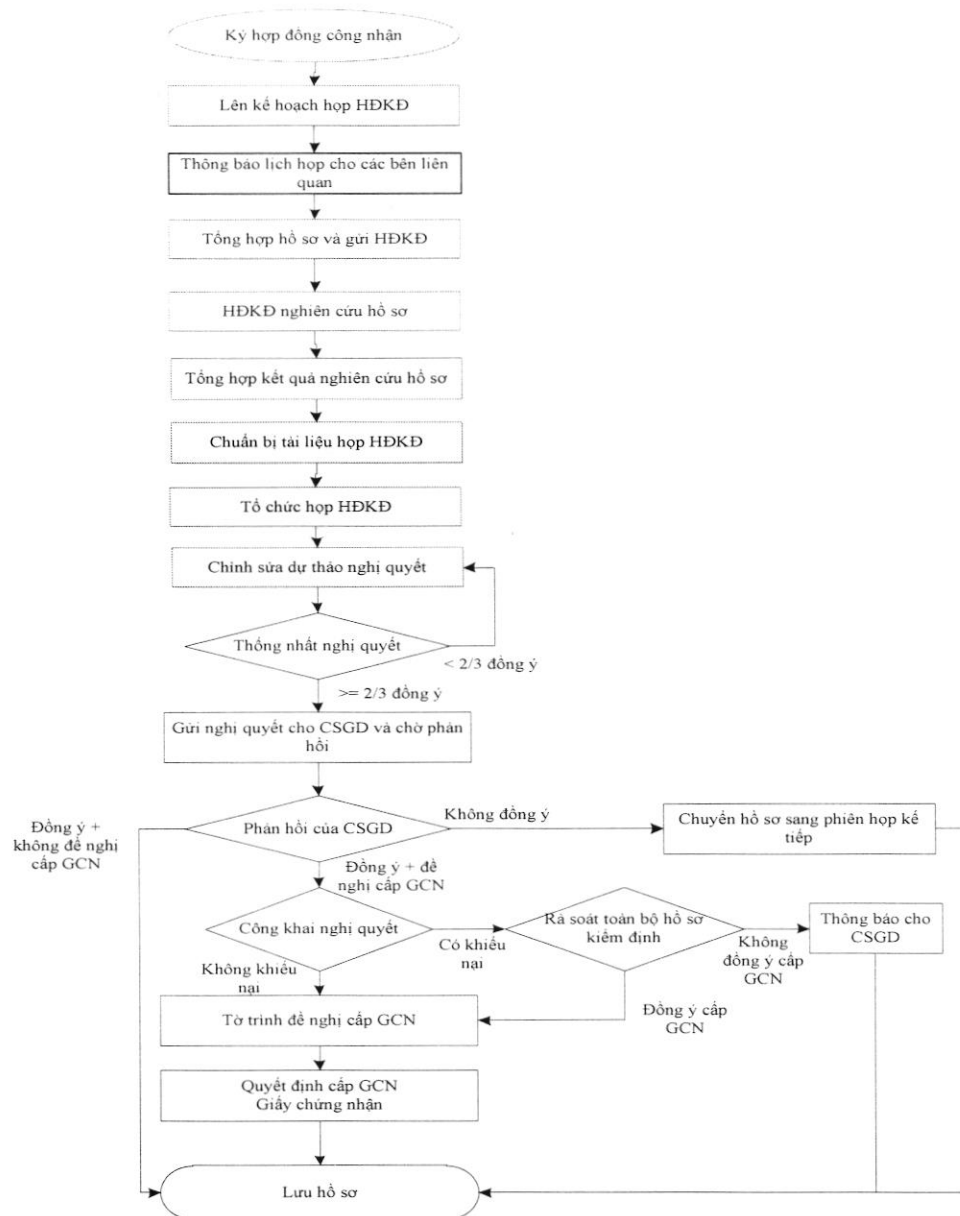 Ký hợp đồng công nhận
Lên kế hoạch họp HĐKĐ
Thông báo lịch họp cho các bên liên
quan
Tổng hợp hồ sơ và gửi HĐKĐ
HĐKĐ nghiên cứu hồ sơ
Tổng hợp kết quả nghiên cứu hồ sơ
Chuẩn bị tài liệu họp HĐKĐ
Tổ chức họp HĐKĐ
Chỉnh sửa dự thảo nghị quyết
Thống nhất nghị quyết
< 2/3 đồng ý
>= 2/3 đồng ý
Gửi nghị quyết cho CSGD và chờ phản
hồi
Đồng ý +
không đề nghị
cấp GCN
Phản hồi của CSGD
Không đồng ý
Chuyển hồ sơ sang phiên họp kế
tiếp
Đồng ý + đề
nghị cấp GCN
Công khai nghị quyết
Có khiếu
nại
Rà soát toàn bộ hồ sơ
kiểm định
Không
đồng ý cấp
GCN
Thông báo cho
CSGD
Không khiếu
nại
Đồng ý cấp
GCN
Tờ trình đề nghị cấp GCN
Quyết định cấp GCN
Giấy chứng nhận
Lưu hồ sơ